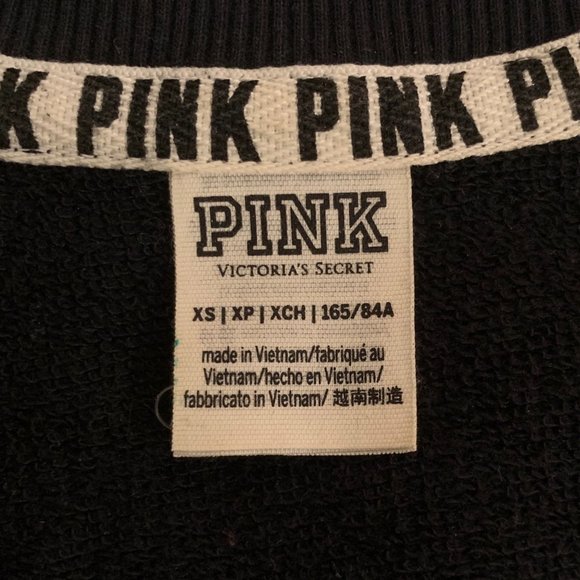 K PINK PINK PI
PINK
VICTORIA'S SECRET
XS | XP | XCH | 165/84A
made in Vietnam/fabriqué au
Vietnam/hecho en Vietnam/
fabbricato in Vietnam/ 越南制造